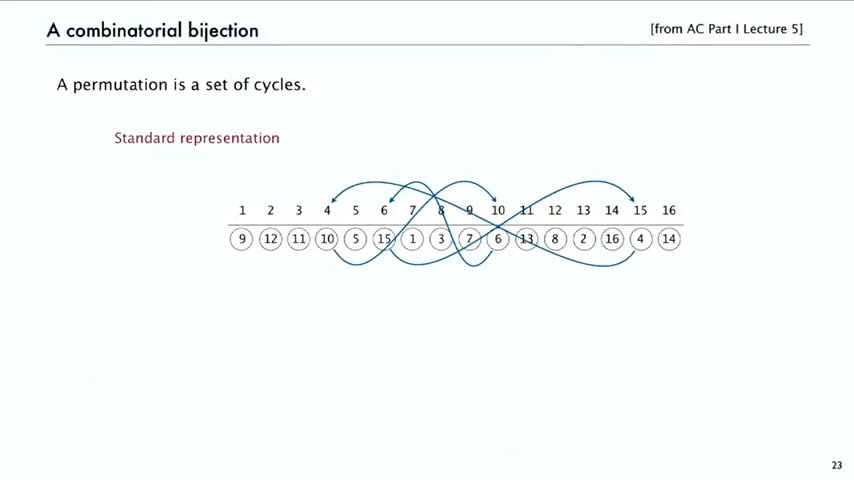 A combinatorial bijection
[from AC Part I Lecture 5]
A permutation is a set of cycles.
Standard representation
1 2 3 4 5 6 7 8 9 10 11 12 13 14 15 16
9 12 11 10 5 15 1 3 7 6 13 8 2 16 4 14
23